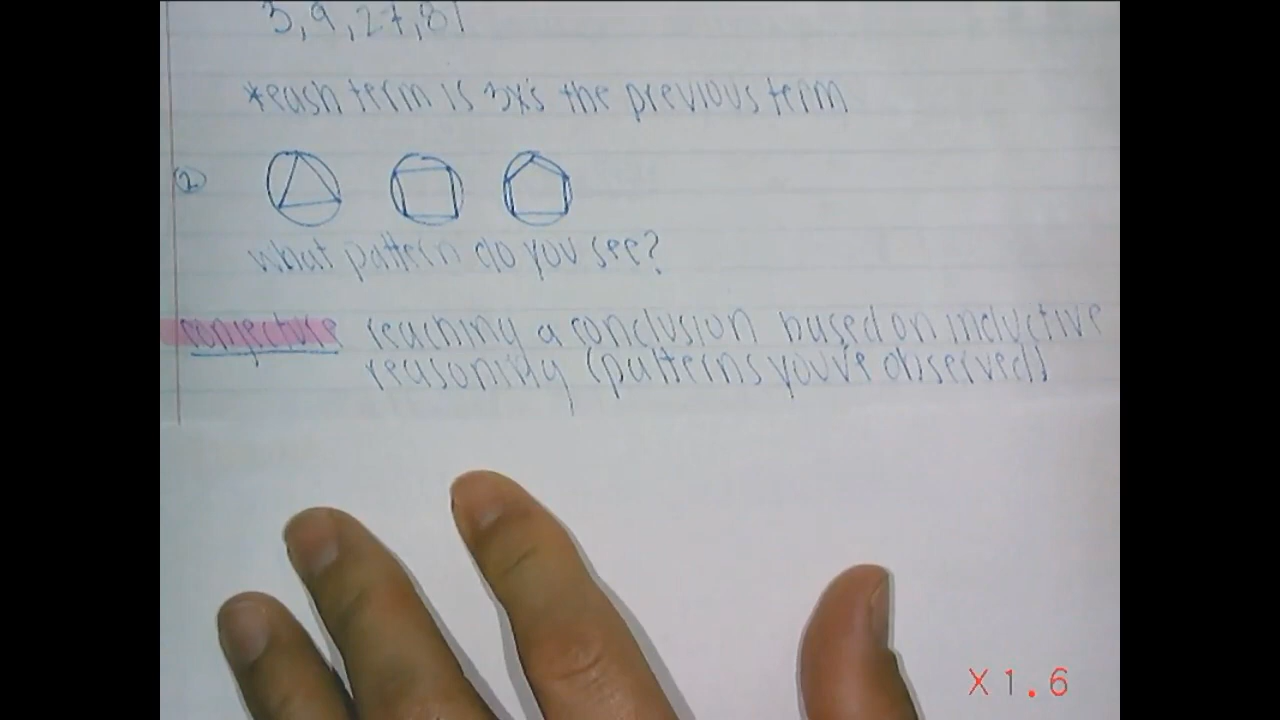 3, 9, 27, 81
*each term is 3x's the previous term
2
what pattern do you see?
conjecture reaching a conclusion based on inductive
reasoning (patterns you've observed)
X1.6